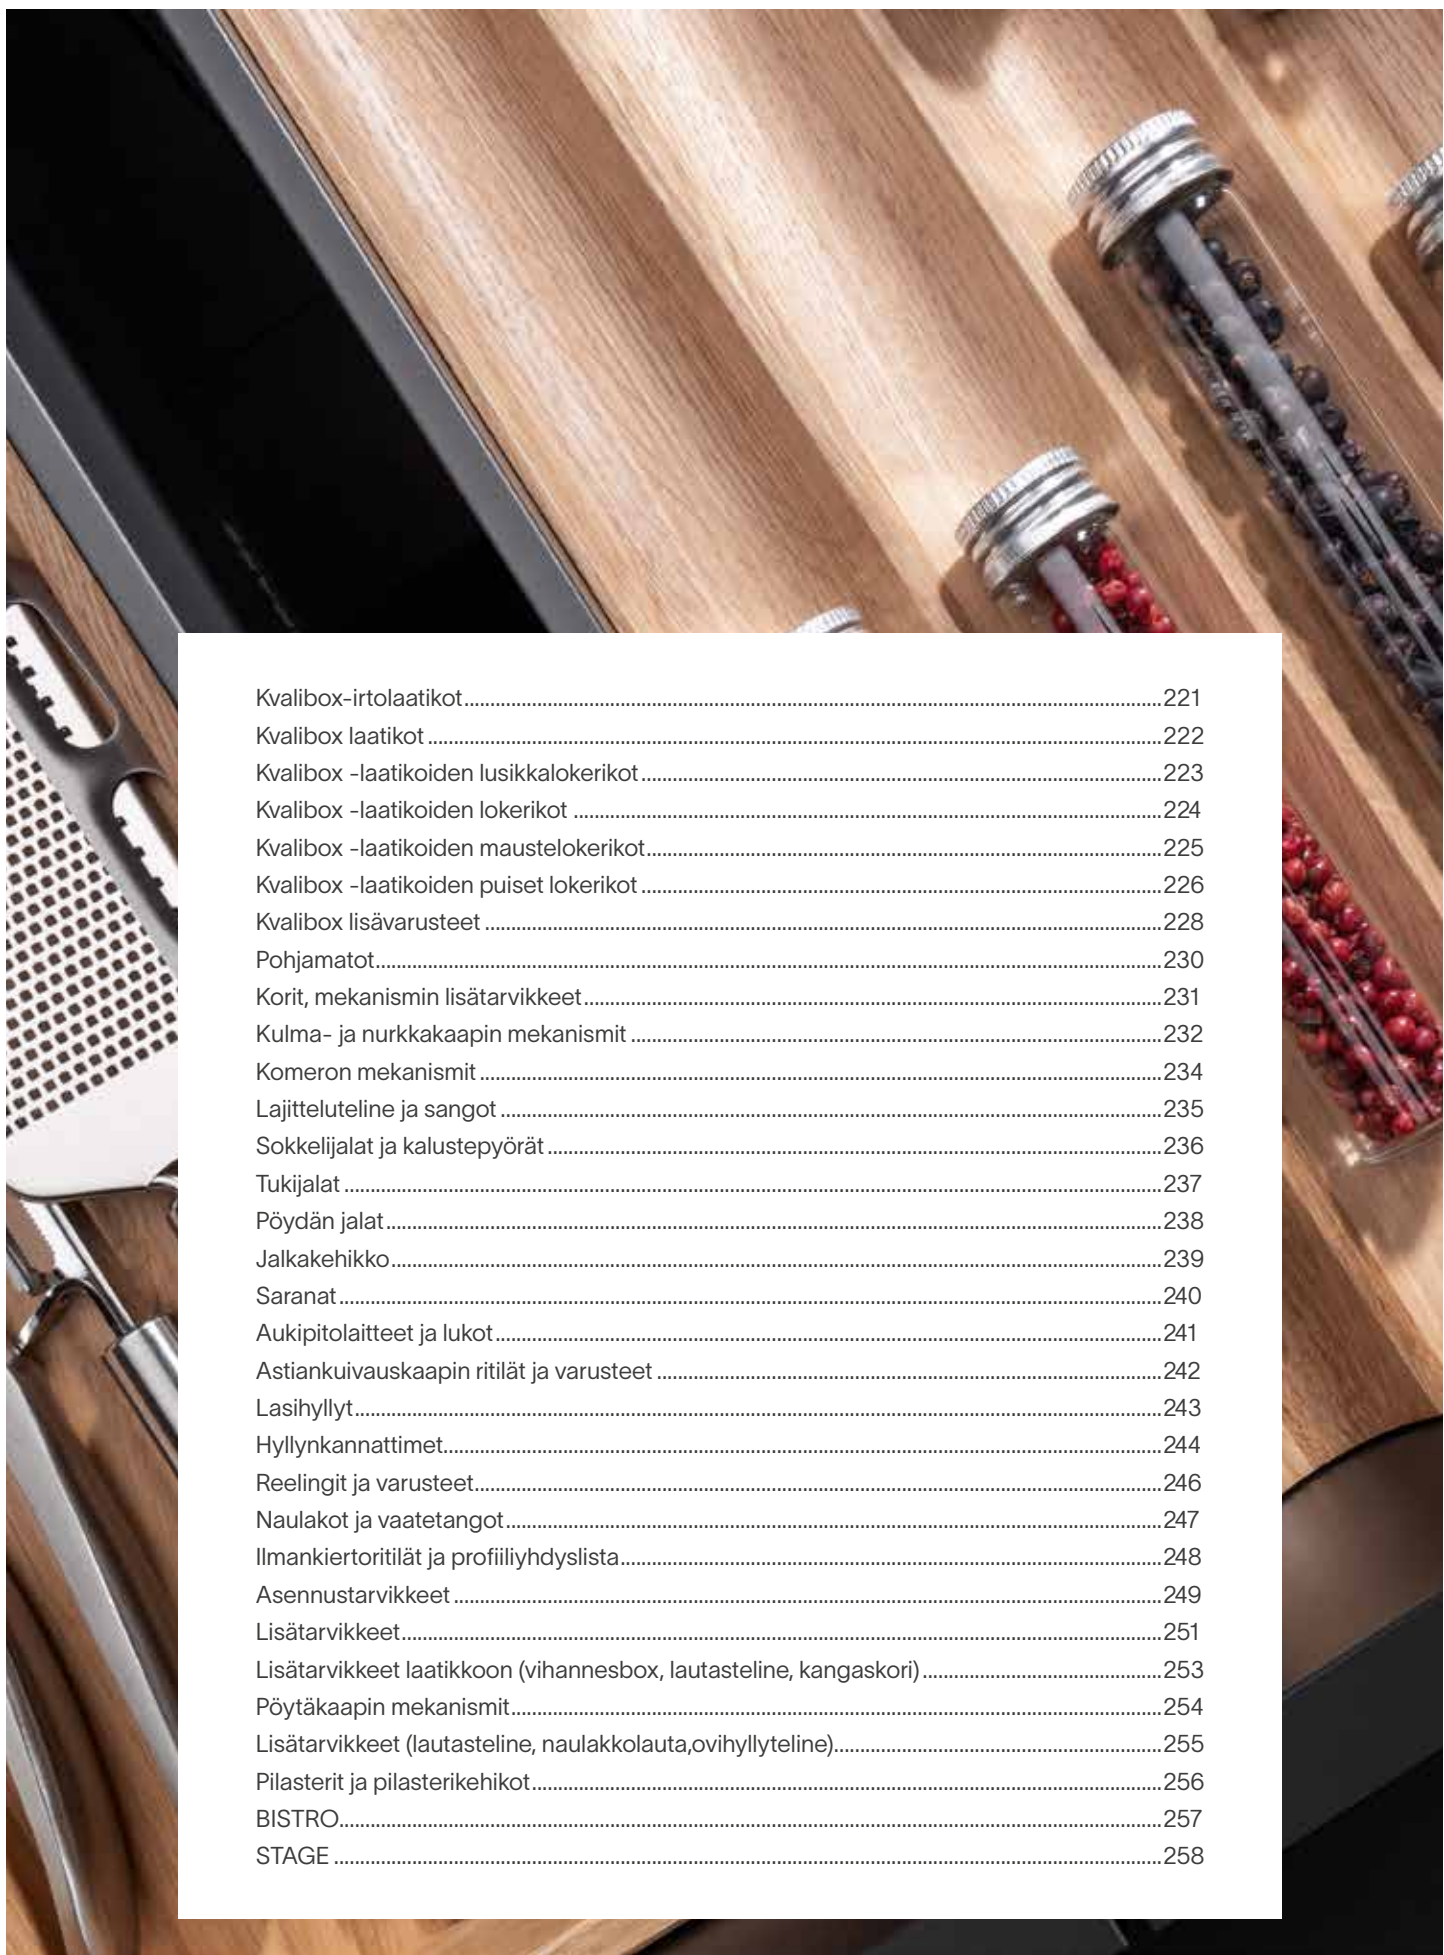 Kvalibox-irtolaatikot 221
Kvalibox laatikot 222
Kvalibox -laatikoiden lusikkalokerikot 223
Kvalibox -laatikoiden lokerikot 224
Kvalibox -laatikoiden maustelokerikot 225
Kvalibox -laatikoiden puiset lokerikot 226
Kvalibox lisävarusteet 228
Pohjamatot 230
Korit, mekanismin lisätarvikkeet 231
Kulma- ja nurkkakaapin mekanismit 232
Komeron mekanismit 234
Lajitteluteline ja sangot 235
Sokkelijalat ja kalustepyörät 236
Tukijalat 237
Pöydän jalat 238
Jalkakehikko 239
Saranat 240
Aukipitolaitteet ja lukot 241
Astiankuivauskaapin ritilät ja varusteet 242
Lasihyllyt 243
Hyllynkannattimet 244
Reelingit ja varusteet 246
Naulakot ja vaatetangot 247
Ilmankiertoritilät ja profiiliyhdyslista 248
Asennustarvikkeet 249
Lisätarvikkeet 251
Lisätarvikkeet laatikkoon (vihannesbox, lautasteline, kangaskori) 253
Pöytäkaapin mekanismit 254
Lisätarvikkeet (lautasteline, naulakkolauta,ovihyllyteline) 255
Pilasterit ja pilasterikehikot 256
BISTRO 257
STAGE 258